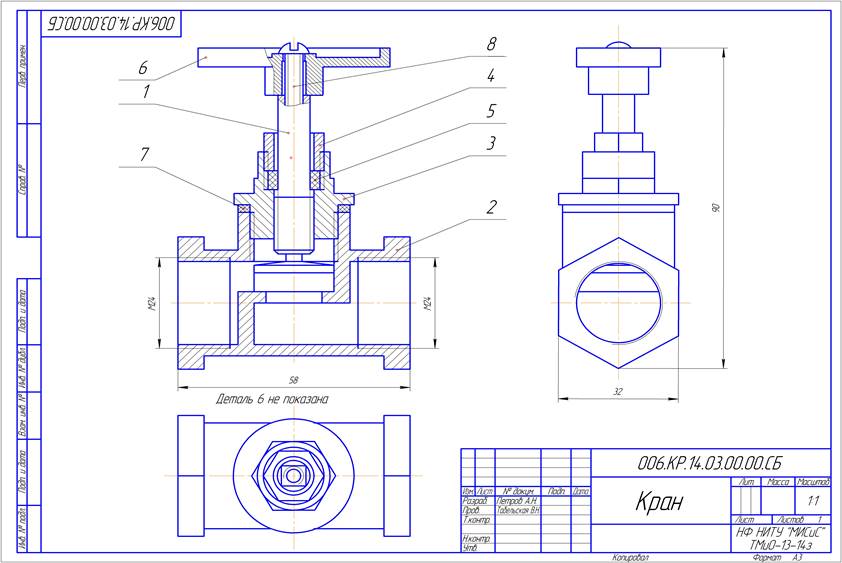 006.КР.14.03.00.00.СБ
Перв. примен.
Справ. №
Подп. и дата
Инв. № дубл.
Взам. инв. №
Подп. и дата
Инв. № подл.
6
1
7
8
4
5
3
2
M24
M24
58
90
32
Деталь 6 не показана
006.КР.14.03.00.00.СБ
Изм. Лист № докум. Подп. Дата
Разраб. Петров А.Н.
Пров. Табельская В.Н.
Т.контр.
Н.контр.
Утв.
Кран
Лит. Масса Масштаб
1:1
Лист Листов 1
НФ НИТУ "МИСиС"
ТМиО-13-14з
Копировал Формат А3